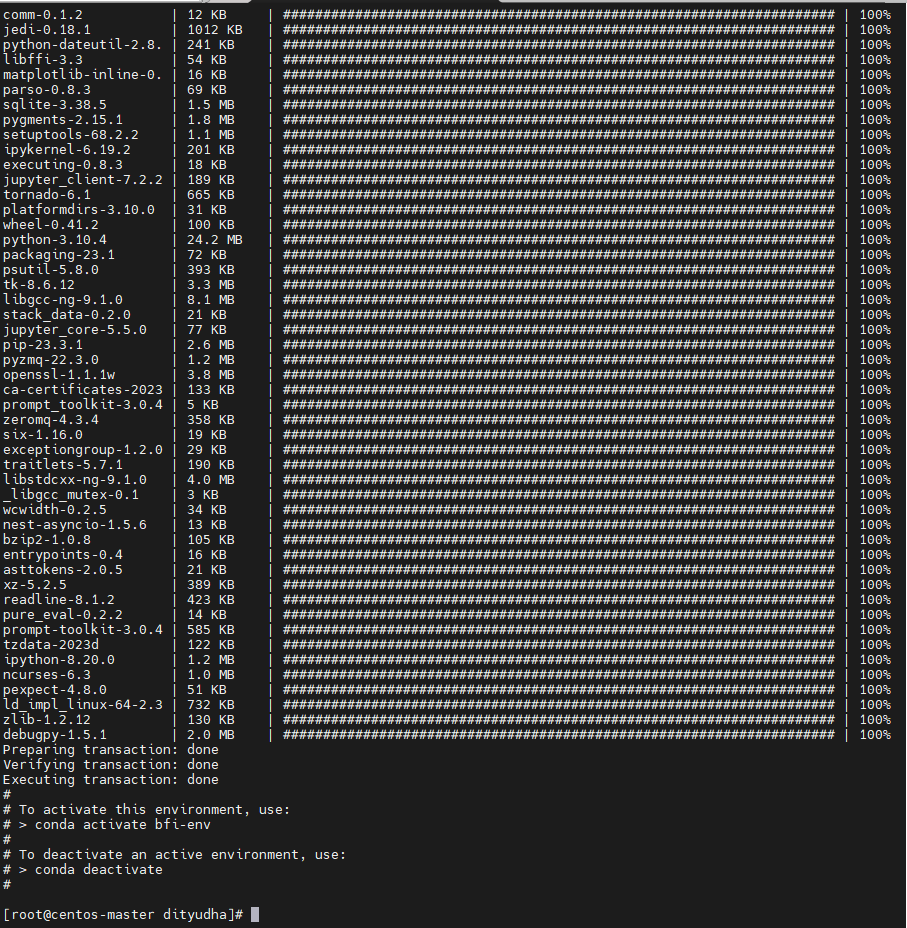 comm-0.1.2 | 12 KB | ##################################################################### | 100%
jedi-0.18.1 | 1012 KB | ##################################################################### | 100%
python-dateutil-2.8. | 241 KB | ##################################################################### | 100%
libffi-3.3 | 54 KB | ##################################################################### | 100%
matplotlib-inline-0. | 16 KB | ##################################################################### | 100%
parso-0.8.3 | 69 KB | ##################################################################### | 100%
sqlite-3.38.5 | 1.5 MB | ##################################################################### | 100%
pygments-2.15.1 | 1.8 MB | ##################################################################### | 100%
setuptools-68.2.2 | 1.1 MB | ##################################################################### | 100%
ipykernel-6.19.2 | 201 KB | ##################################################################### | 100%
executing-0.8.3 | 18 KB | ##################################################################### | 100%
jupyter_client-7.2.2 | 189 KB | ##################################################################### | 100%
tornado-6.1 | 665 KB | ##################################################################### | 100%
platformdirs-3.10.0 | 31 KB | ##################################################################### | 100%
wheel-0.41.2 | 100 KB | ##################################################################### | 100%
python-3.10.4 | 24.2 MB | ##################################################################### | 100%
packaging-23.1 | 72 KB | ##################################################################### | 100%
psutil-5.8.0 | 393 KB | ##################################################################### | 100%
tk-8.6.12 | 3.3 MB | ##################################################################### | 100%
libgcc-ng-9.1.0 | 8.1 MB | ##################################################################### | 100%
stack_data-0.2.0 | 21 KB | ##################################################################### | 100%
jupyter_core-5.5.0 | 77 KB | ##################################################################### | 100%
pip-23.3.1 | 2.6 MB | ##################################################################### | 100%
pyzmq-22.3.0 | 1.2 MB | ##################################################################### | 100%
openssl-1.1.1w | 3.8 MB | ##################################################################### | 100%
ca-certificates-2023 | 133 KB | ##################################################################### | 100%
prompt_toolkit-3.0.4 | 5 KB | ##################################################################### | 100%
zeromq-4.3.4 | 358 KB | ##################################################################### | 100%
six-1.16.0 | 19 KB | ##################################################################### | 100%
exceptiongroup-1.2.0 | 29 KB | ##################################################################### | 100%
traitlets-5.7.1 | 190 KB | ##################################################################### | 100%
libstdcxx-ng-9.1.0 | 4.0 MB | ##################################################################### | 100%
_libgcc_mutex-0.1 | 3 KB | ##################################################################### | 100%
wcwidth-0.2.5 | 34 KB | ##################################################################### | 100%
nest-asyncio-1.5.6 | 13 KB | ##################################################################### | 100%
bzip2-1.0.8 | 105 KB | ##################################################################### | 100%
entrypoints-0.4 | 16 KB | ##################################################################### | 100%
asttokens-2.0.5 | 21 KB | ##################################################################### | 100%
xz-5.2.5 | 389 KB | ##################################################################### | 100%
readline-8.1.2 | 423 KB | ##################################################################### | 100%
pure_eval-0.2.2 | 14 KB | ##################################################################### | 100%
prompt-toolkit-3.0.4 | 585 KB | ##################################################################### | 100%
tzdata-2023d | 122 KB | ##################################################################### | 100%
ipython-8.20.0 | 1.2 MB | ##################################################################### | 100%
ncurses-6.3 | 1.0 MB | ##################################################################### | 100%
pexpect-4.8.0 | 51 KB | ##################################################################### | 100%
ld_impl_linux-64-2.3 | 732 KB | ##################################################################### | 100%
zlib-1.2.12 | 130 KB | ##################################################################### | 100%
debugpy-1.5.1 | 2.0 MB | ##################################################################### | 100%
Preparing transaction: done
Verifying transaction: done
Executing transaction: done
#
# To activate this environment, use:
# > conda activate bfi-env
#
# To deactivate an active environment, use:
# > conda deactivate
#
[root@centos-master dityudha]#